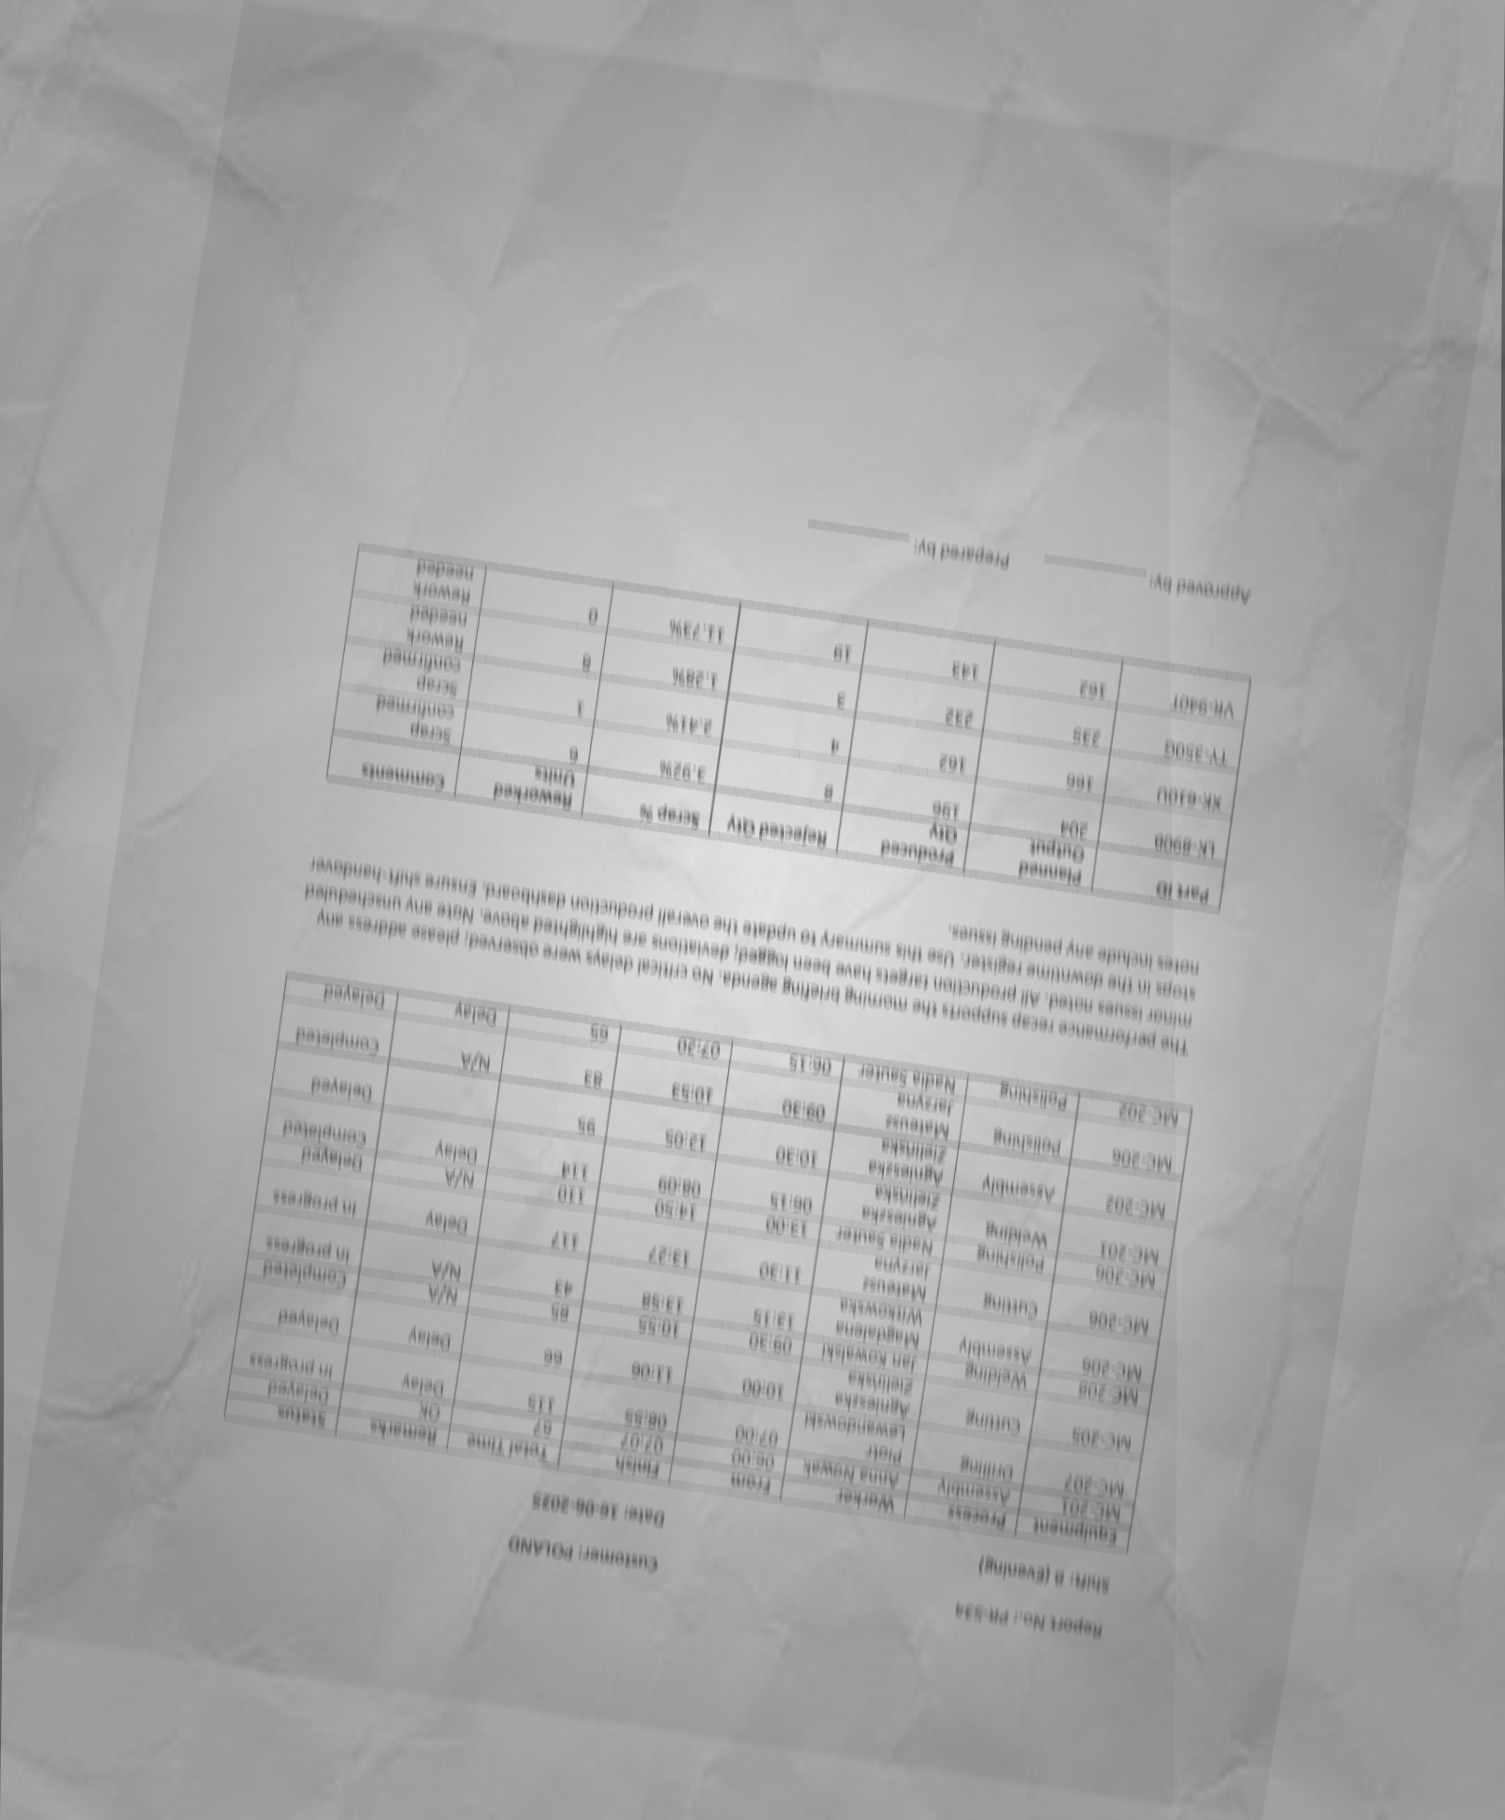 Report No.: PR-534
Shift: B (Evening) Customer: POLAND
Date: 16-06-2025
Equipment Process Worker From Finish Total Time Remarks Status
MC-201 Assembly Anna Nowak 06:00 07:07 67 OK Delayed
MC-207 Drilling Piotr Lewandowski 07:00 08:55 115 Delay In progress
MC-205 Cutting Agnieszka Zielińska 10:00 11:06 66 Delay Delayed
MC-208 Welding Jan Kowalski 09:30 10:55 85 N/A Completed
MC-206 Assembly Magdalena Witkowska 13:15 13:58 43 N/A In progress
MC-206 Cutting Mateusz Jarzyna 11:30 13:27 117 Delay In progress
MC-206 Polishing Nadia Sauter 13:00 14:50 110 N/A Delayed
MC-201 Welding Agnieszka Zielińska 06:15 08:09 114 Delay Completed
MC-202 Assembly Agnieszka Zielińska 10:30 12:05 95 Delayed
MC-206 Polishing Mateusz Jarzyna 09:30 10:53 83 N/A Completed
MC-202 Polishing Nadia Sauter 06:15 07:20 65 Delay Delayed
The performance recap supports the morning briefing agenda. No critical delays were observed; please address any
minor issues noted. All production targets have been logged; deviations are highlighted above. Note any unscheduled
stops in the downtime register. Use this summary to update the overall production dashboard. Ensure shift-handover
notes include any pending issues.
Part ID Planned Output Produced Qty Rejected Qty Scrap % Reworked Units Comments
LK-890B 204 196 8 3.92% 6 Scrap confirmed
XK-610U 166 162 4 2.41% 1 Scrap confirmed
TY-350G 235 232 3 1.28% 8 Rework needed
VR-940T 162 143 19 11.73% 0 Rework needed
Approved by: Prepared by: